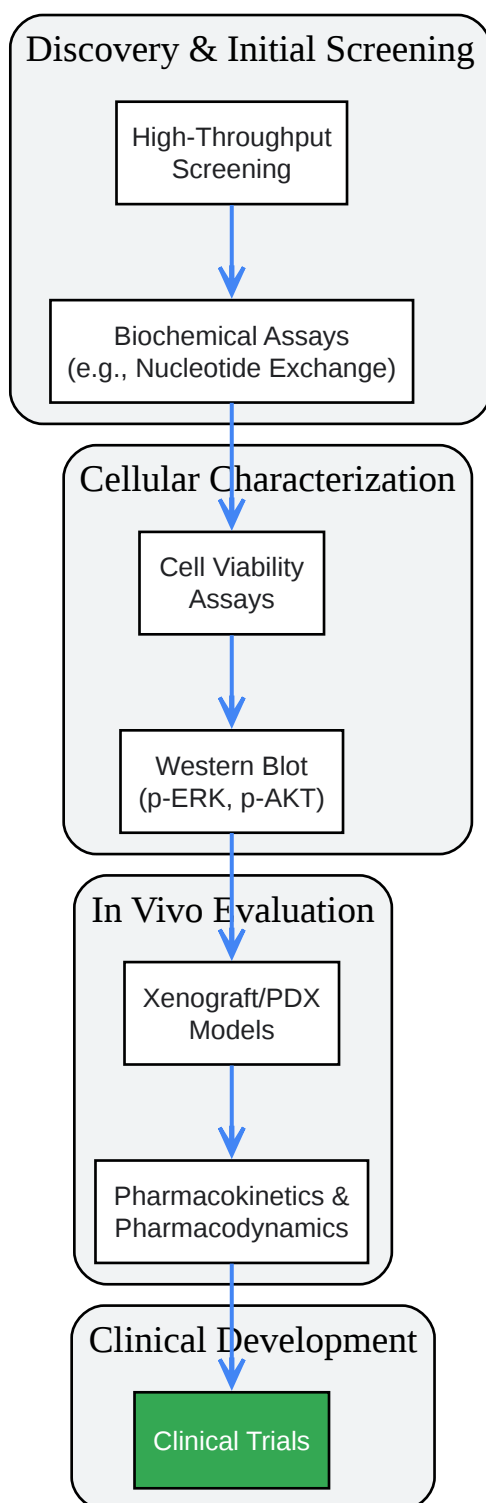 Discovery & Initial Screening
High-Throughput
Screening
Biochemical Assays
(e.g., Nucleotide Exchange)
Cellular Characterization
Cell Viability
Assays
Western Blot
(p-ERK, p-AKT)
In Vivo Evaluation
Xenograft/PDX
Models
Pharmacokinetics &
Pharmacodynamics
Clinical Development
Clinical Trials